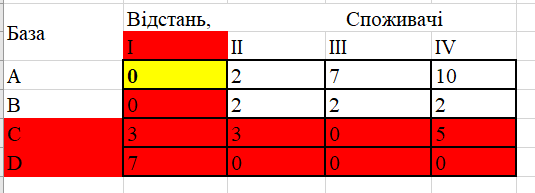 База Відстань, Споживачі
I II III IV
A 0 2 7 10
B 0 2 2 2
C 3 3 0 5
D 7 0 0 0